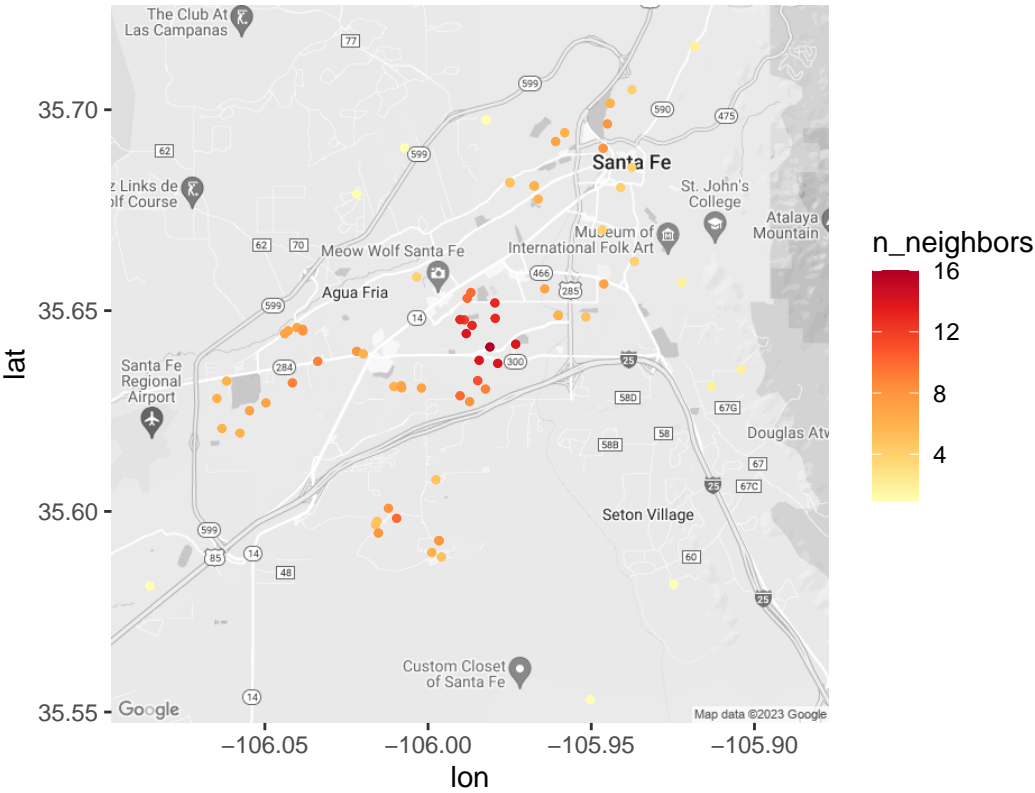 The Club At
Las Campanas
77
599
35.70
590
475
62
599
Santa Fe
z Links de
olf Course
St. John's
College
Atalaya
Mountain
Museum of
International Folk Art
62
70
Meow Wolf Santa Fe
466
285
Agua Fria
599
35.65
14
Santa Fe
Regional
Airport
284
300
25
58D
67G
58
58B
Douglas Atw
67
67C
25
35.60
Seton Village
599
85
14
60
48
25
Custom Closet
of Santa Fe
14
35.55
Google
Map data ©2023 Google
−106.05
−106.00
−105.95
−105.90
lon
lat
n_neighbors
16
12
8
4